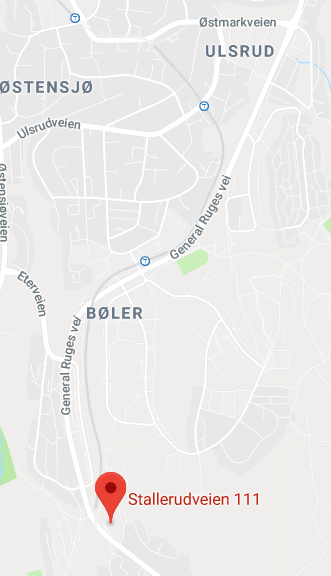 Østmarkveien
ULSRUD
ØSTENSJØ
Ulsrudveien
Østensjøveien
General Ruges vei
Eterveien
BØLER
General Ruges vei
Stallerudveien 111